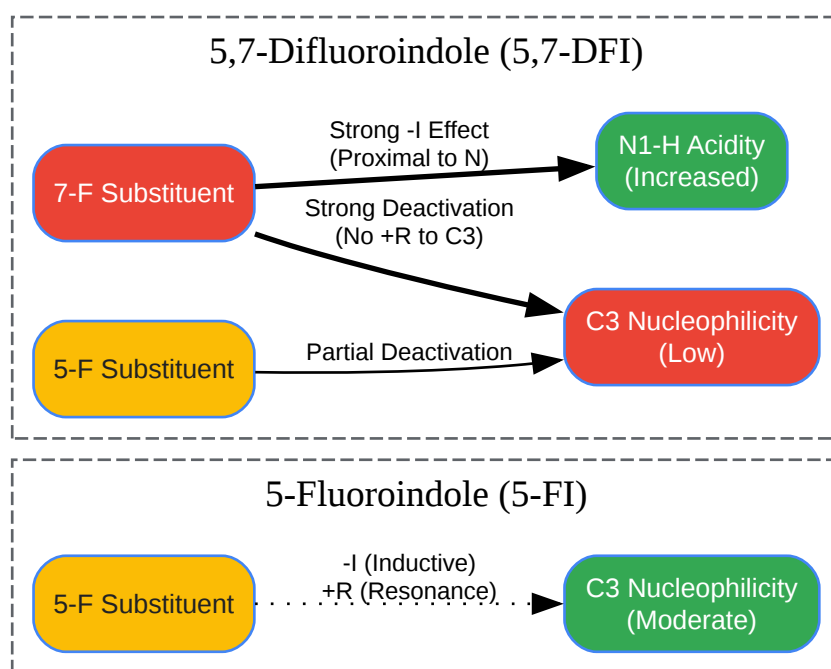 5,7-Difluoroindole (5,7-DFI)
7-F Substituent
Strong -I Effect
(Proximal to N)
N1-H Acidity
(Increased)
Strong Deactivation
(No +R to C3)
5-F Substituent
Partial Deactivation
C3 Nucleophilicity
(Low)
5-Fluoroindole (5-FI)
5-F Substituent
-I (Inductive)
+R (Resonance)
C3 Nucleophilicity
(Moderate)